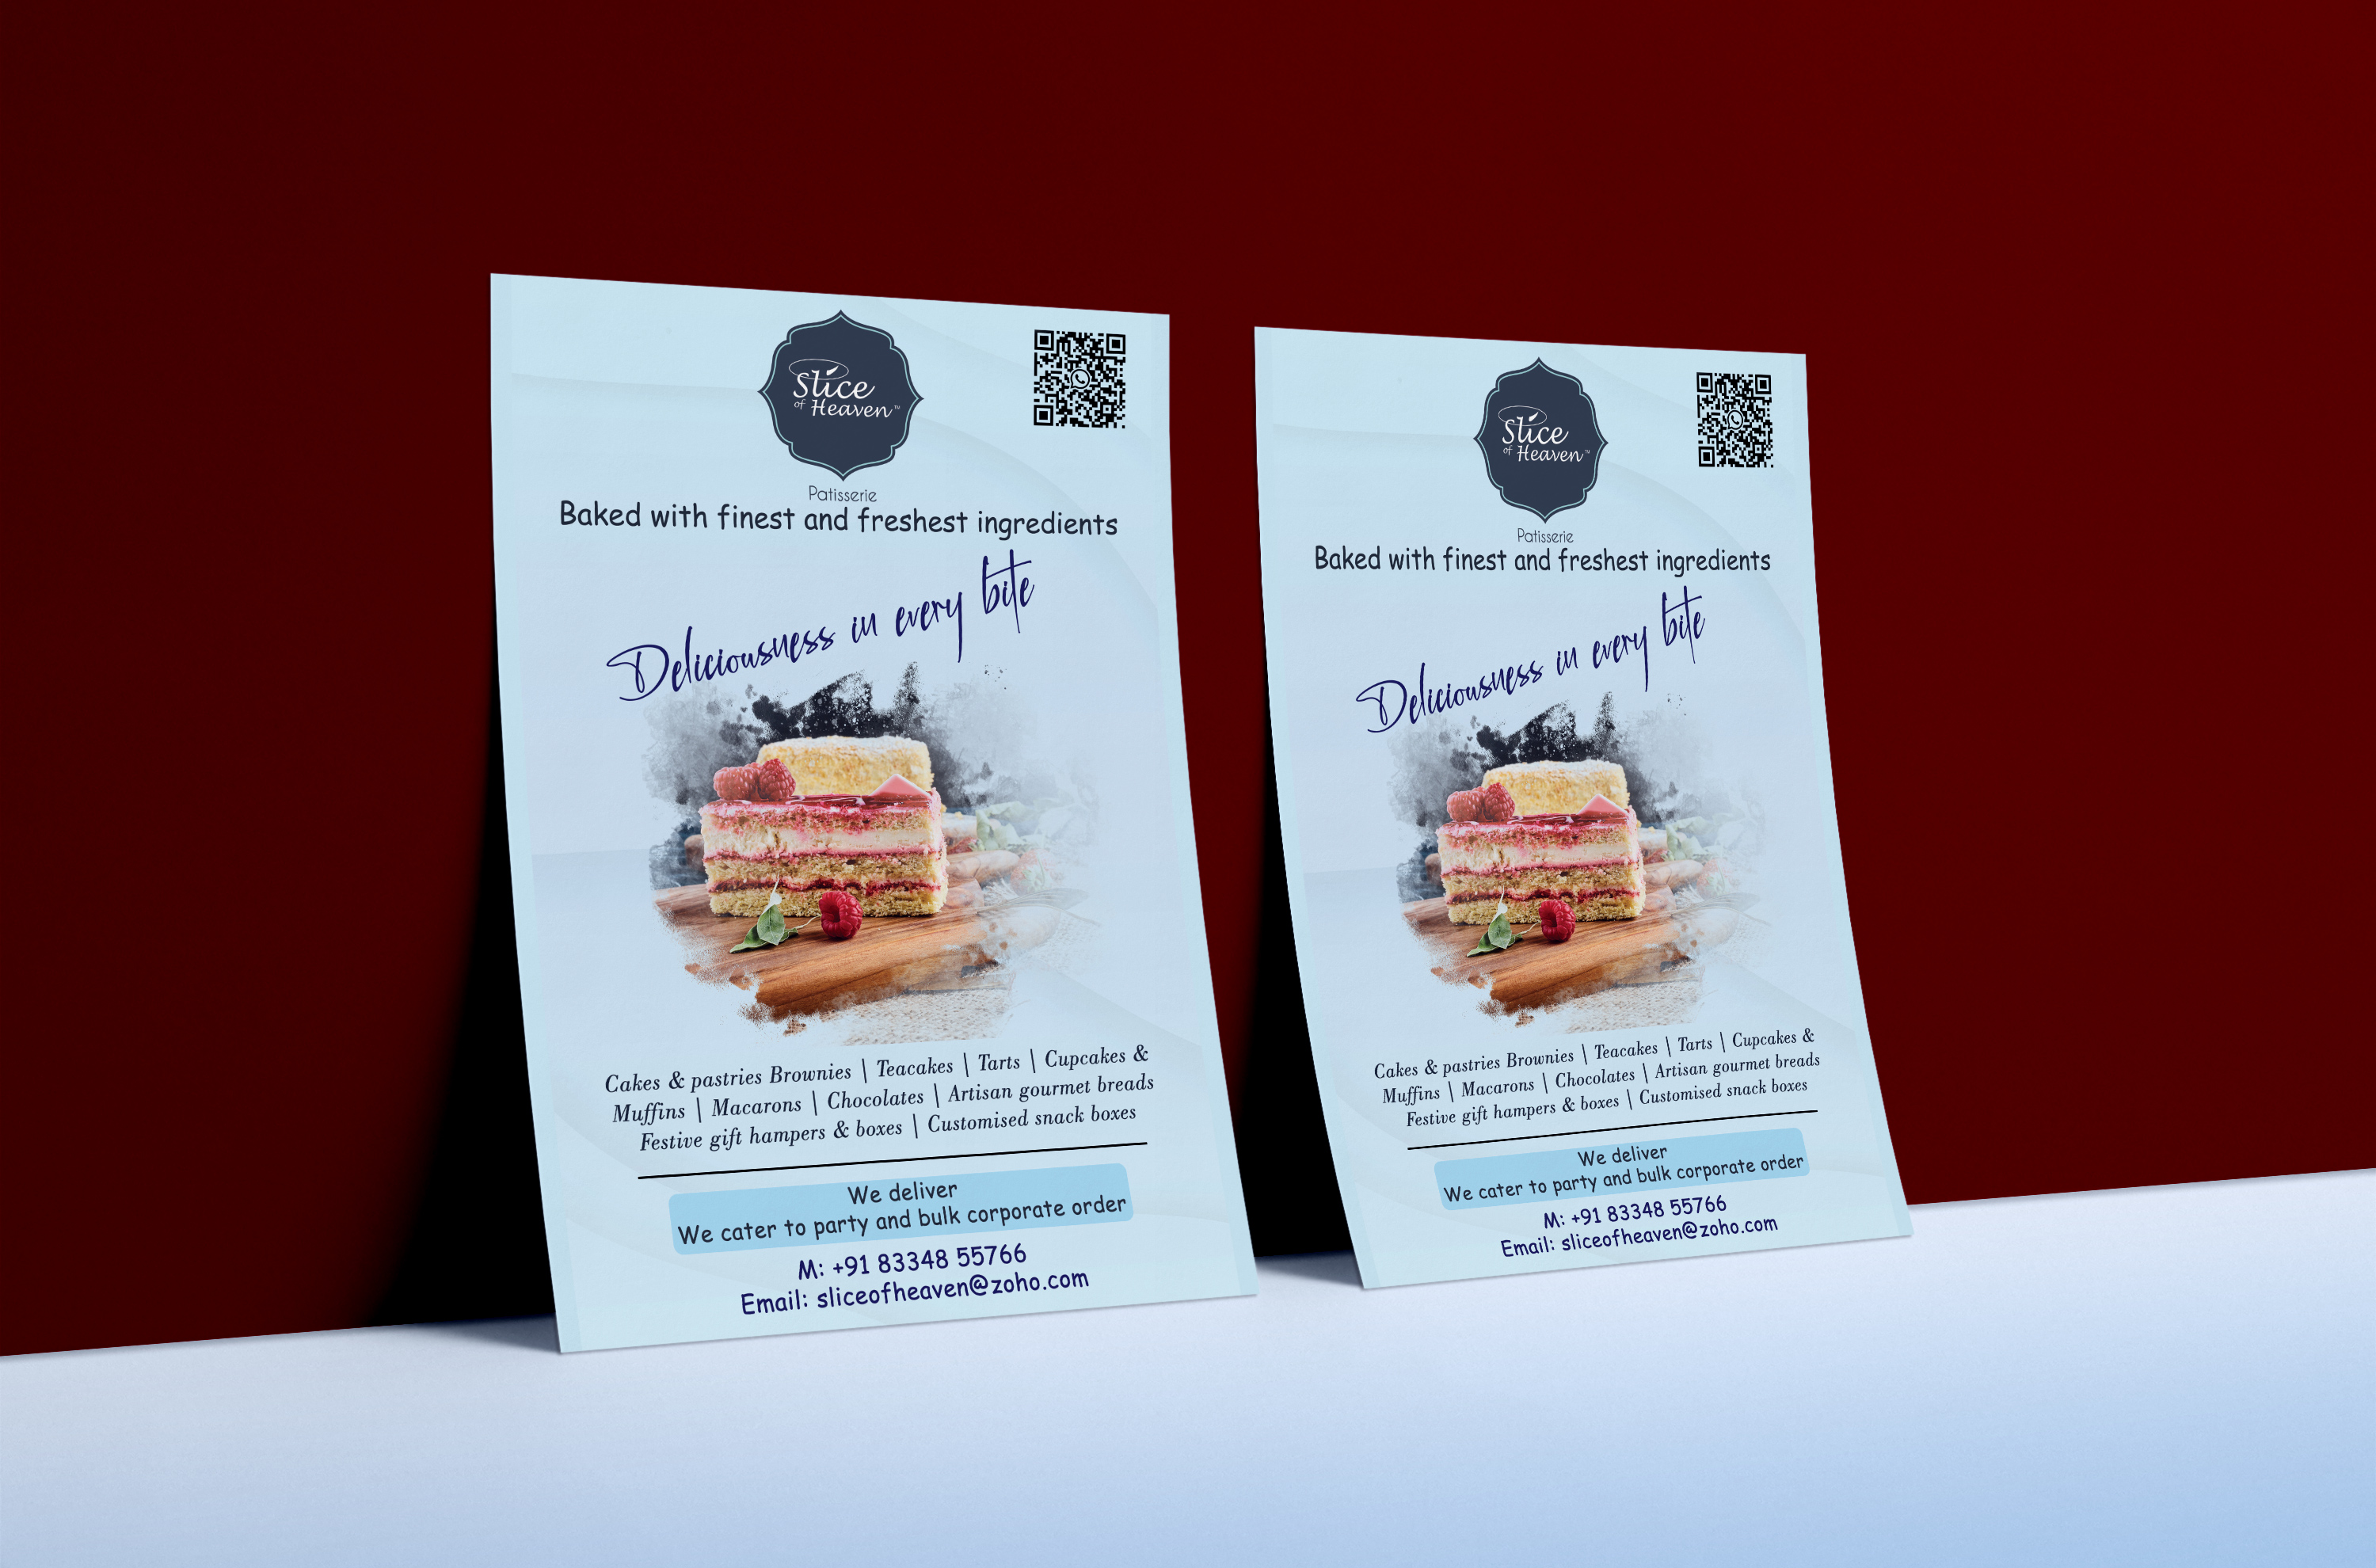 Slice
of Heaven™
Patisserie
Baked with finest and freshest ingredients
Deliciousness in every bite
Cakes & pastries Brownies | Teacakes | Tarts | Cupcakes &
Muffins | Macarons | Chocolates | Artisan gourmet breads
Festive gift hampers & boxes | Customised snack boxes
We deliver
We cater to party and bulk corporate order
M: +91 83348 55766
Email: sliceofheaven@zoho.com
Slice
of Heaven™
Patisserie
Baked with finest and freshest ingredients
Deliciousness in every bite
Cakes & pastries Brownies | Teacakes | Tarts | Cupcakes &
Muffins | Macarons | Chocolates | Artisan gourmet breads
Festive gift hampers & boxes | Customised snack boxes
We deliver
We cater to party and bulk corporate order
M: +91 83348 55766
Email: sliceofheaven@zoho.com